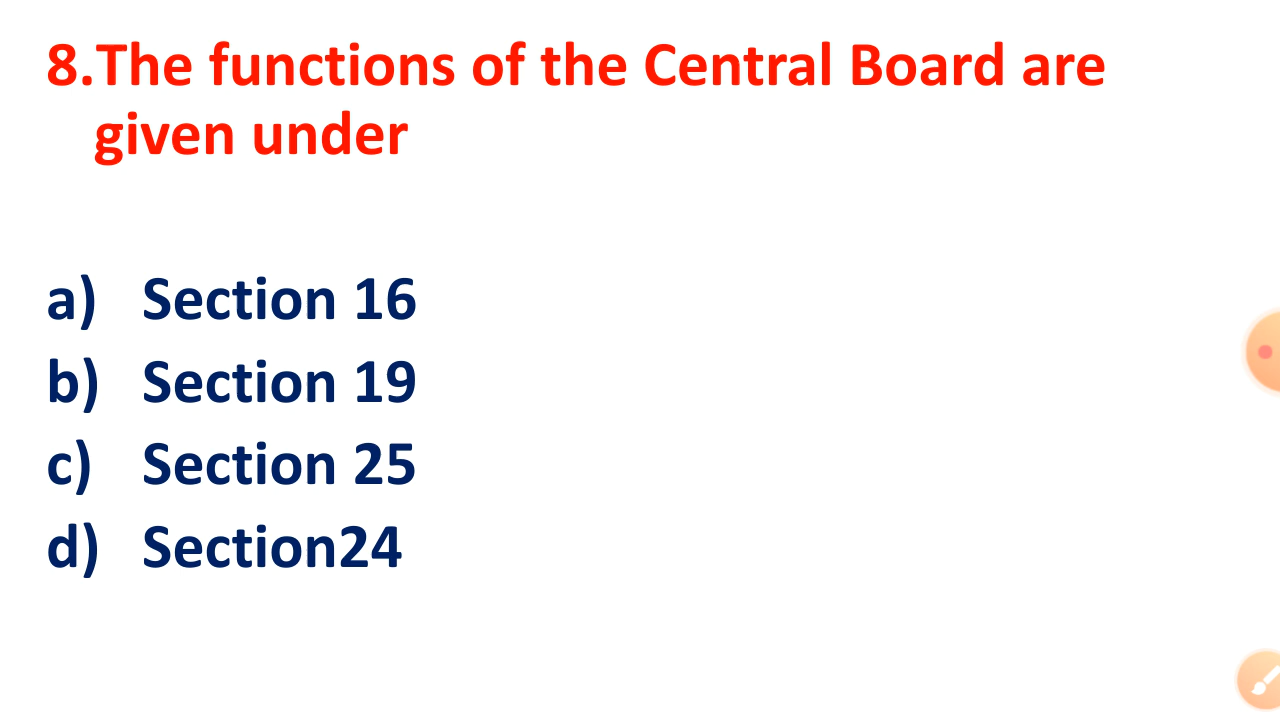 8.The functions of the Central Board are
given under
a) Section 16
b) Section 19
c) Section 25
d) Section24